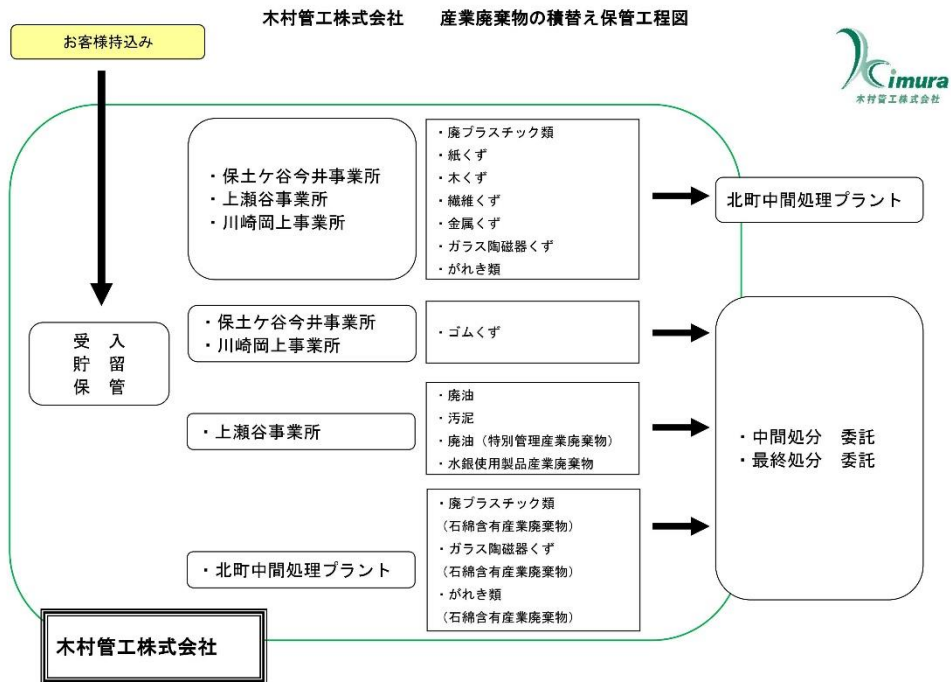 木村管工株式会社　　産業廃棄物の積替え保管工程図
お客様持込み
Kimura
木村管工株式会社
・保土ケ谷今井事業所
・上瀬谷事業所
・川崎岡上事業所
・廃プラスチック類
・紙くず
・木くず
・繊維くず
・金属くず
・ガラス陶磁器くず
・がれき類
北町中間処理プラント
受　入
貯　留
保　管
・保土ケ谷今井事業所
・川崎岡上事業所
・ゴムくず
・上瀬谷事業所
・廃油
・汚泥
・廃油（特別管理産業廃棄物）
・水銀使用製品産業廃棄物
・中間処分　委託
・最終処分　委託
・北町中間処理プラント
・廃プラスチック類
（石綿含有産業廃棄物）
・ガラス陶磁器くず
（石綿含有産業廃棄物）
・がれき類
（石綿含有産業廃棄物）
木村管工株式会社